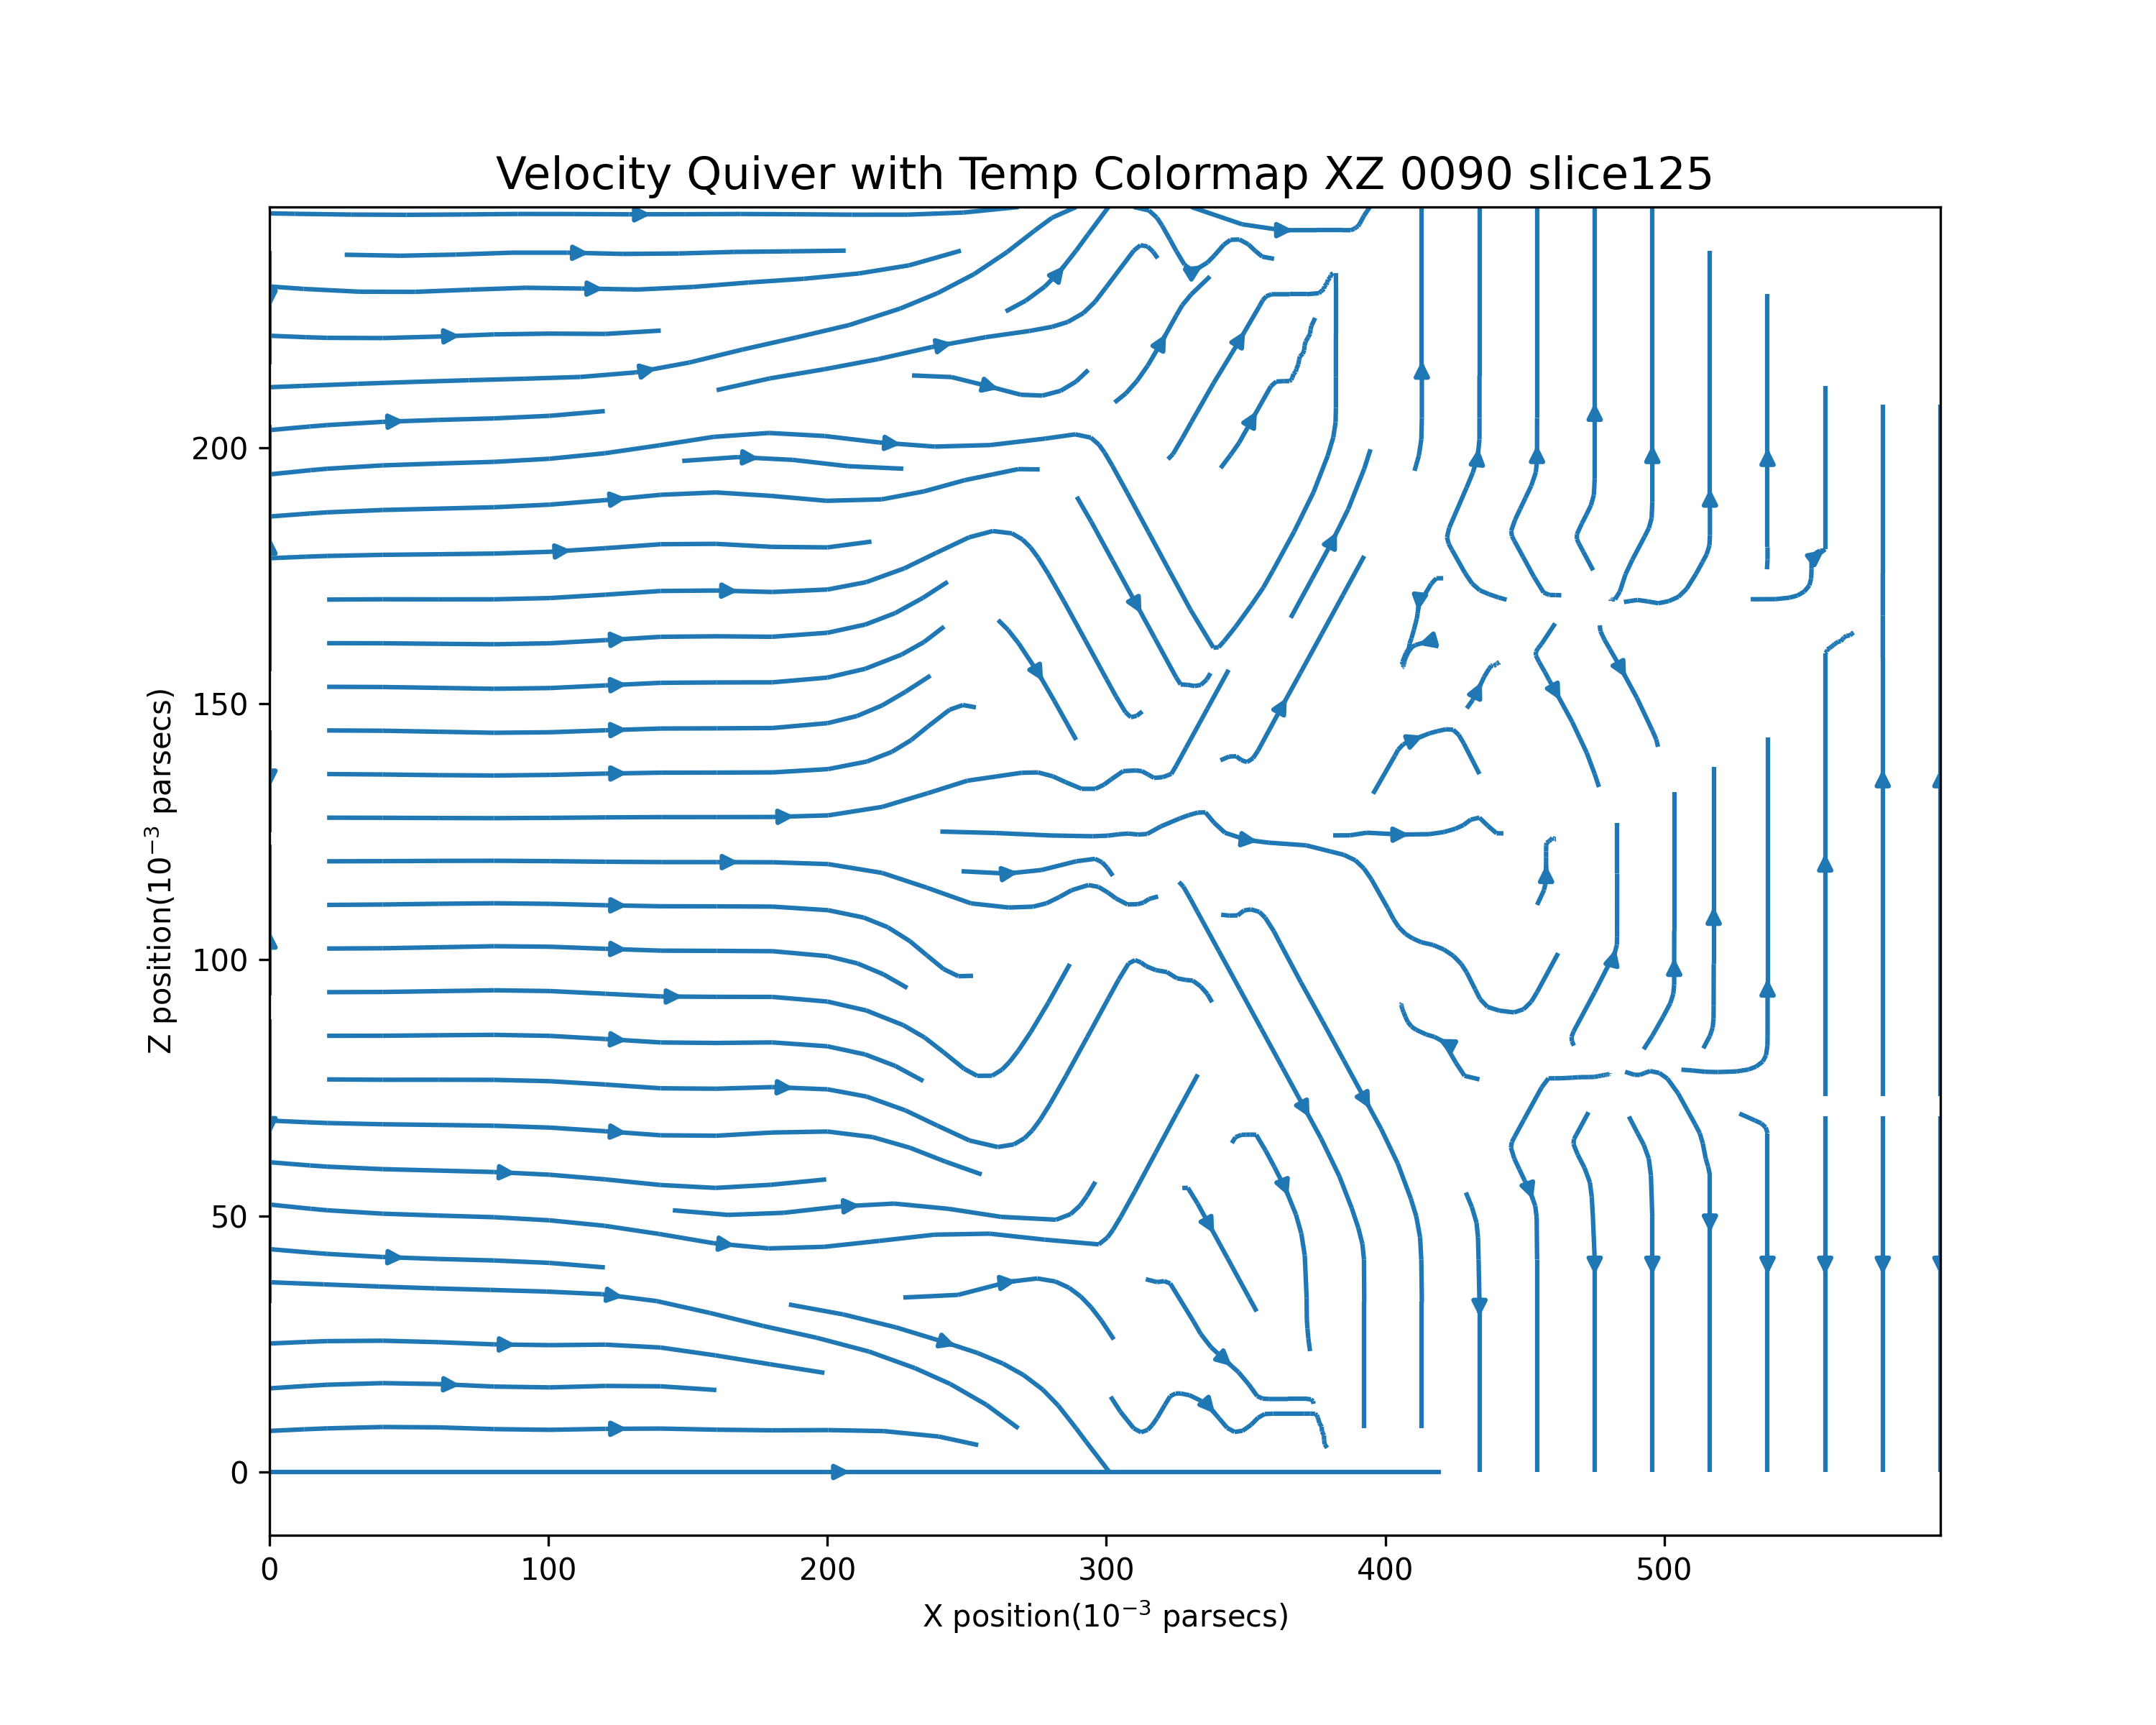 Velocity Quiver with Temp Colormap XZ 0090 slice125
Z position(10⁻³ parsecs)
200
150
100
50
0
0 100 200 300 400 500
X position(10⁻³ parsecs)